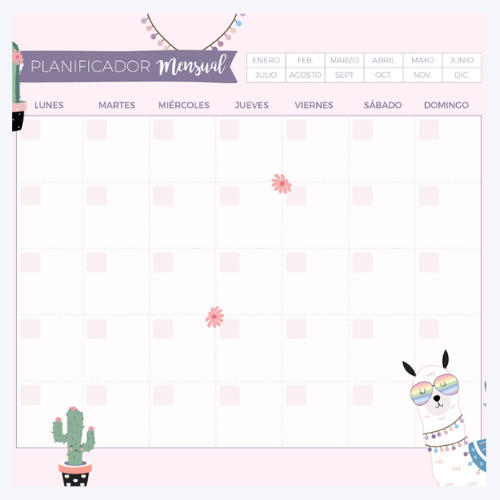 PLANIFICADOR Mensual
ENERO FEB. MARZO ABRIL MAYO JUNIO
JULIO AGOSTO SEPT OCT. NOV. DIC.
LUNES MARTES MIÉRCOLES JUEVES VIERNES SÁBADO DOMINGO